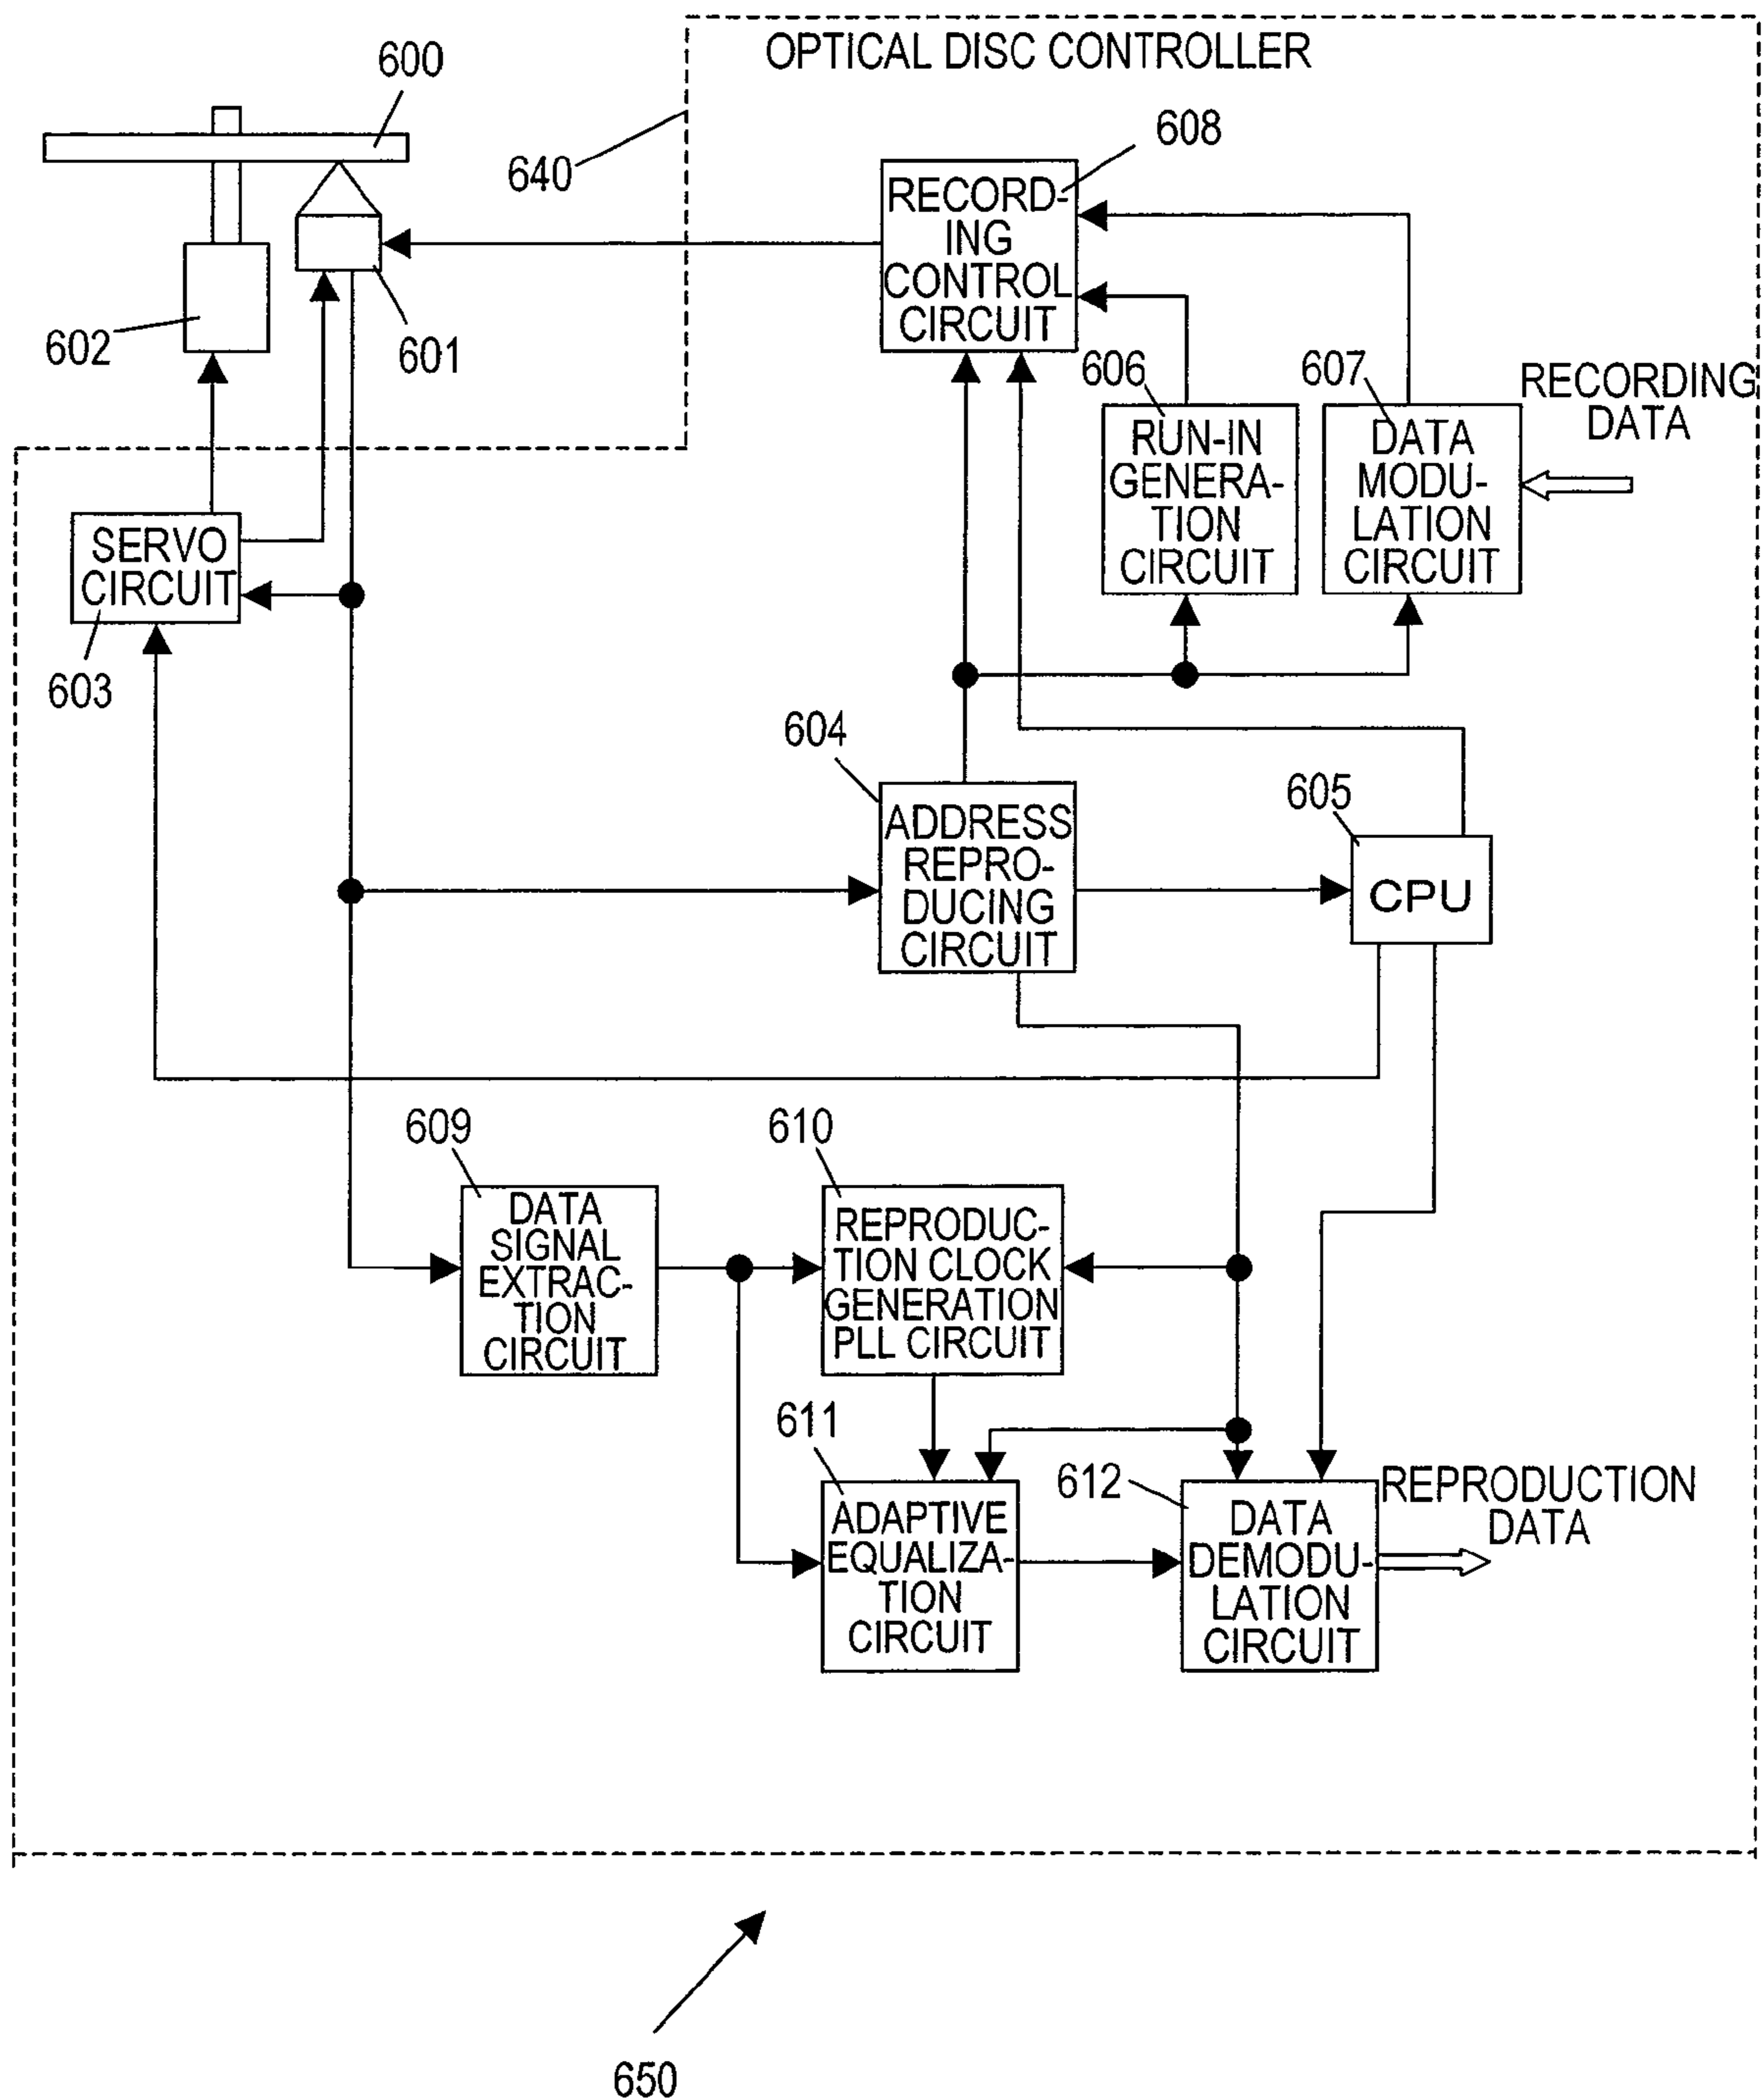 OPTICAL DISC CONTROLLER
600
640
608
RECORD-
ING
CONTROL
CIRCUIT
602
601
606
607
RECORDING
DATA
RUN-IN
GENERA-
TION
CIRCUIT
DATA
MODU-
LATION
CIRCUIT
SERVO
CIRCUIT
603
604
605
ADDRESS
REPRO-
DUCING
CIRCUIT
CPU
609
610
DATA
SIGNAL
EXTRAC-
TION
CIRCUIT
REPRODUC-
TION CLOCK
GENERATION
PLL CIRCUIT
611
612
REPRODUCTION
DATA
ADAPTIVE
EQUALIZA-
TION
CIRCUIT
DATA
DEMODU-
LATION
CIRCUIT
650